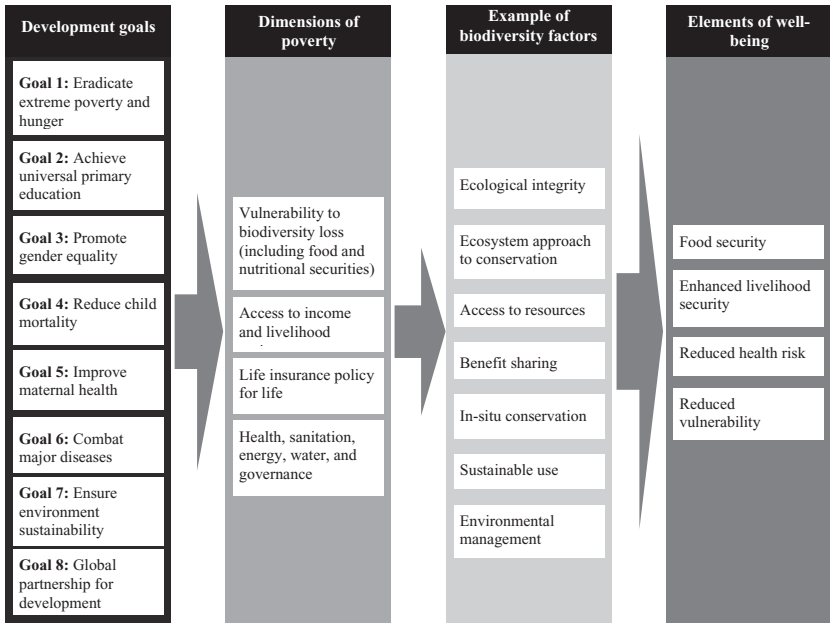 Development goals
Goal 1: Eradicate
extreme poverty and
hunger
Goal 2: Achieve
universal primary
education
Goal 3: Promote
gender equality
Goal 4: Reduce child
mortality
Goal 5: Improve
maternal health
Goal 6: Combat
major diseases
Goal 7: Ensure
environment
sustainability
Goal 8: Global
partnership for
development
Dimensions of
poverty
Vulnerability to
biodiversity loss
(including food and
nutritional securities)
Access to income
and livelihood
Life insurance policy
for life
Health, sanitation,
energy, water, and
governance
Example of
biodiversity factors
Ecological integrity
Ecosystem approach
to conservation
Access to resources
Benefit sharing
In-situ conservation
Sustainable use
Environmental
management
Elements of well-
being
Food security
Enhanced livelihood
security
Reduced health risk
Reduced
vulnerability